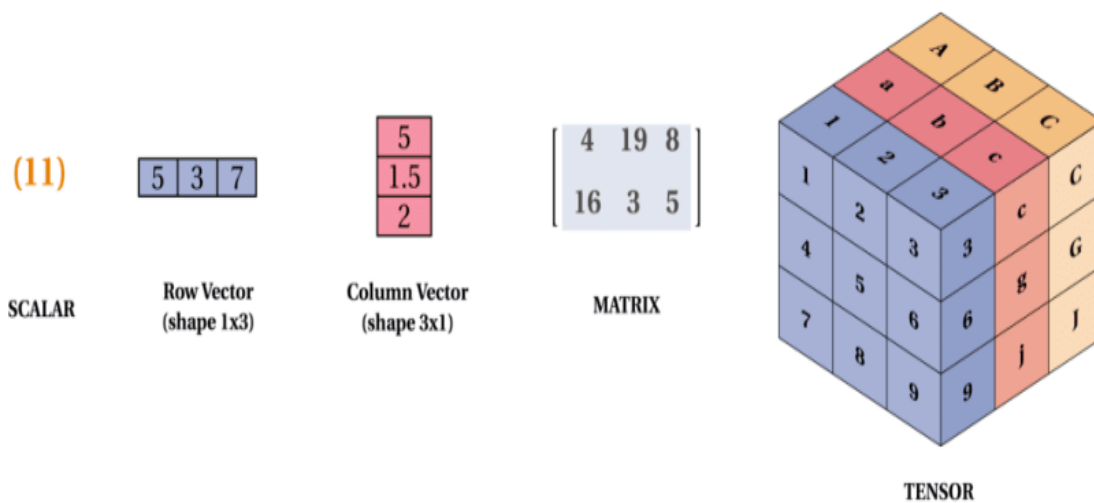 (11)
SCALAR
5 3 7
Row Vector
(shape 1x3)
5
1.5
2
Column Vector
(shape 3x1)
4 19 8
16 3 5
MATRIX
A
B
C
a
b
c
1
2
3
1 2 3
4 5 6
7 8 9
3 c C
6 g G
9 j J
TENSOR